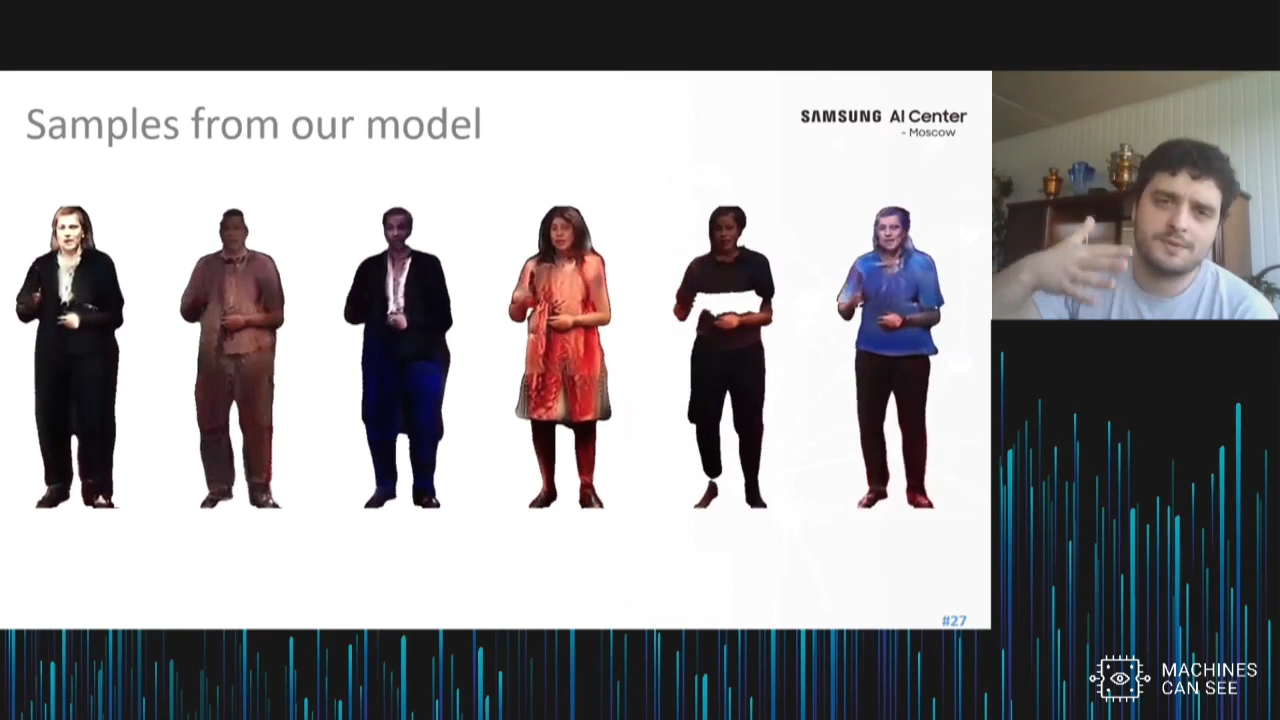 Samples from our model
SAMSUNG AI Center
- Moscow
#27
MACHINES
CAN SEE